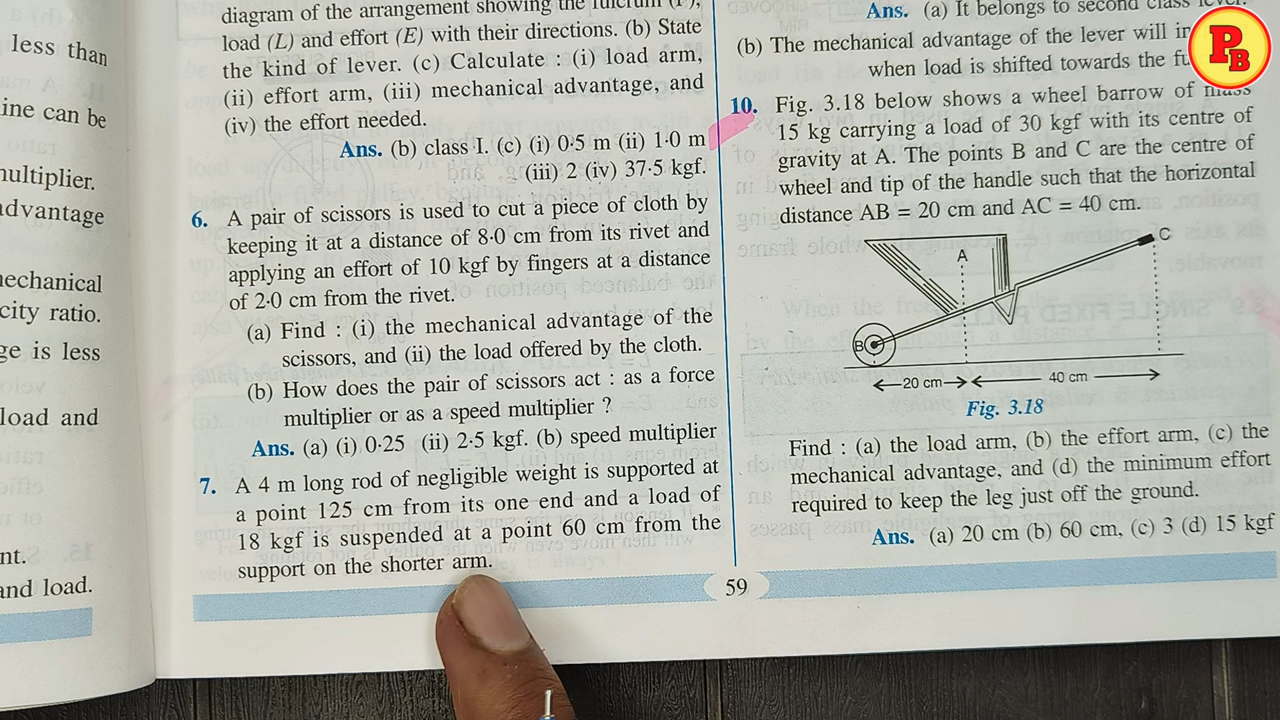 less than
ine can be
multiplier.
advantage
mechanical
city ratio.
ge is less
load and
nt.
and load.
diagram of the arrangement showing the fulcrum (F),
load (L) and effort (E) with their directions. (b) State
the kind of lever. (c) Calculate : (i) load arm,
(ii) effort arm, (iii) mechanical advantage, and
(iv) the effort needed.
Ans. (b) class I. (c) (i) 0·5 m (ii) 1·0 m
(iii) 2 (iv) 37·5 kgf.
6. A pair of scissors is used to cut a piece of cloth by
keeping it at a distance of 8·0 cm from its rivet and
applying an effort of 10 kgf by fingers at a distance
of 2·0 cm from the rivet.
(a) Find : (i) the mechanical advantage of the
scissors, and (ii) the load offered by the cloth.
(b) How does the pair of scissors act : as a force
multiplier or as a speed multiplier ?
Ans. (a) (i) 0·25 (ii) 2·5 kgf. (b) speed multiplier
7. A 4 m long rod of negligible weight is supported at
a point 125 cm from its one end and a load of
18 kgf is suspended at a point 60 cm from the
support on the shorter arm.
59
Ans. (a) It belongs to second class lever.
(b) The mechanical advantage of the lever will in
when load is shifted towards the fu
10. Fig. 3.18 below shows a wheel barrow of mass
15 kg carrying a load of 30 kgf with its centre of
gravity at A. The points B and C are the centre of
wheel and tip of the handle such that the horizontal
distance AB = 20 cm and AC = 40 cm.
A
C
B
20 cm
40 cm
Fig. 3.18
Find : (a) the load arm, (b) the effort arm, (c) the
mechanical advantage, and (d) the minimum effort
required to keep the leg just off the ground.
Ans. (a) 20 cm (b) 60 cm, (c) 3 (d) 15 kgf
PB